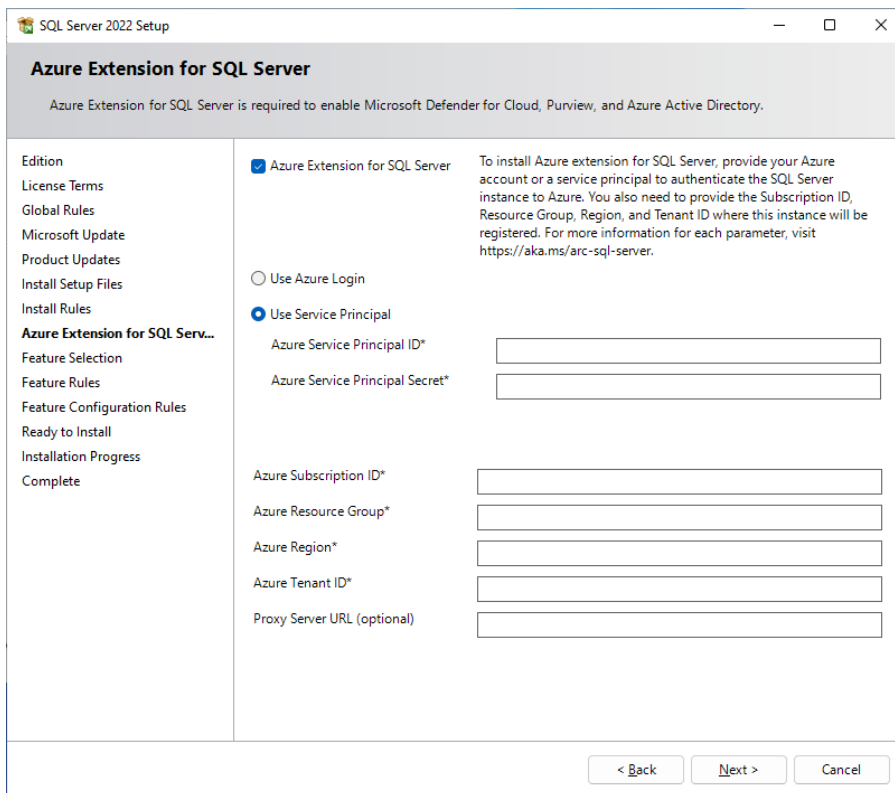 SQL Server 2022 Setup
Azure Extension for SQL Server
Azure Extension for SQL Server is required to enable Microsoft Defender for Cloud, Purview, and Azure Active Directory.
Edition
License Terms
Global Rules
Microsoft Update
Product Updates
Install Setup Files
Install Rules
Azure Extension for SQL Serv...
Feature Selection
Feature Rules
Feature Configuration Rules
Ready to Install
Installation Progress
Complete
Azure Extension for SQL Server
To install Azure extension for SQL Server, provide your Azure
account or a service principal to authenticate the SQL Server
instance to Azure. You also need to provide the Subscription ID,
Resource Group, Region, and Tenant ID where this instance will be
registered. For more information for each parameter, visit
https://aka.ms/arc-sql-server.
Use Azure Login
Use Service Principal
Azure Service Principal ID*
Azure Service Principal Secret*
Azure Subscription ID*
Azure Resource Group*
Azure Region*
Azure Tenant ID*
Proxy Server URL (optional)
< Back
Next >
Cancel